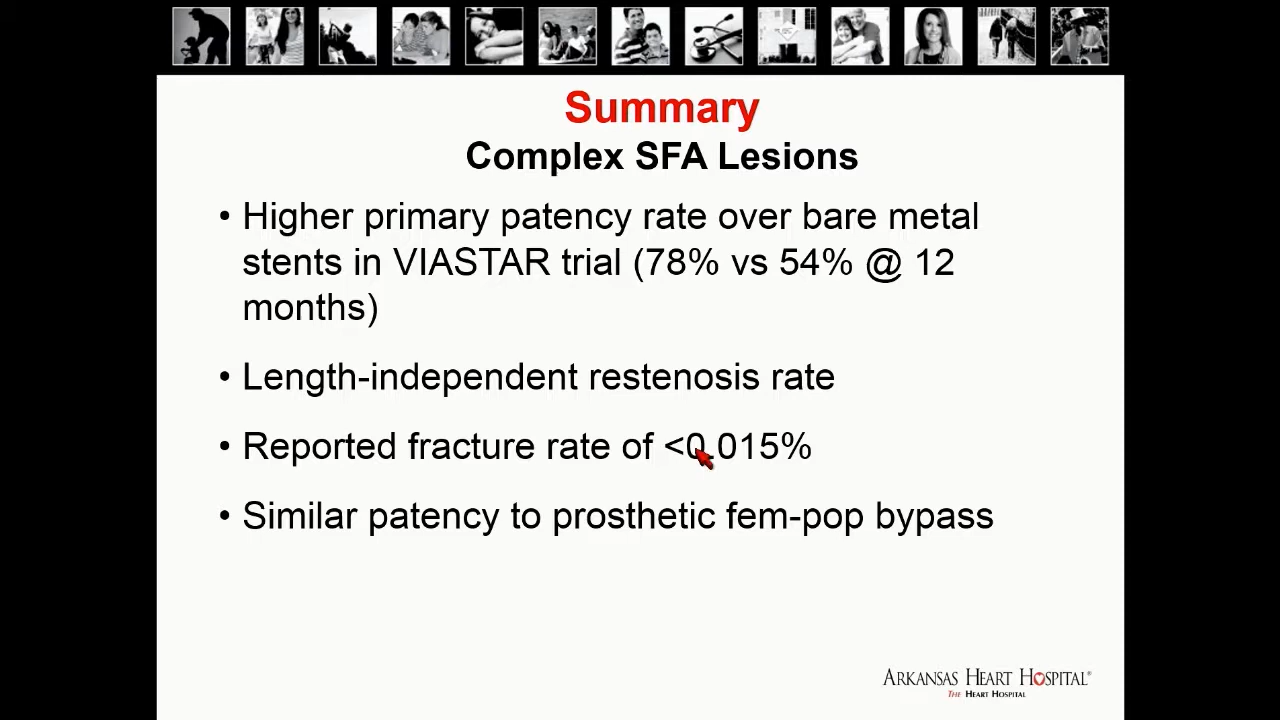 Summary
Complex SFA Lesions
• Higher primary patency rate over bare metal
stents in VIASTAR trial (78% vs 54% @ 12
months)
• Length-independent restenosis rate
• Reported fracture rate of <0.015%
• Similar patency to prosthetic fem-pop bypass
ARKANSAS HEART HOSPITAL®
THE HEART HOSPITAL